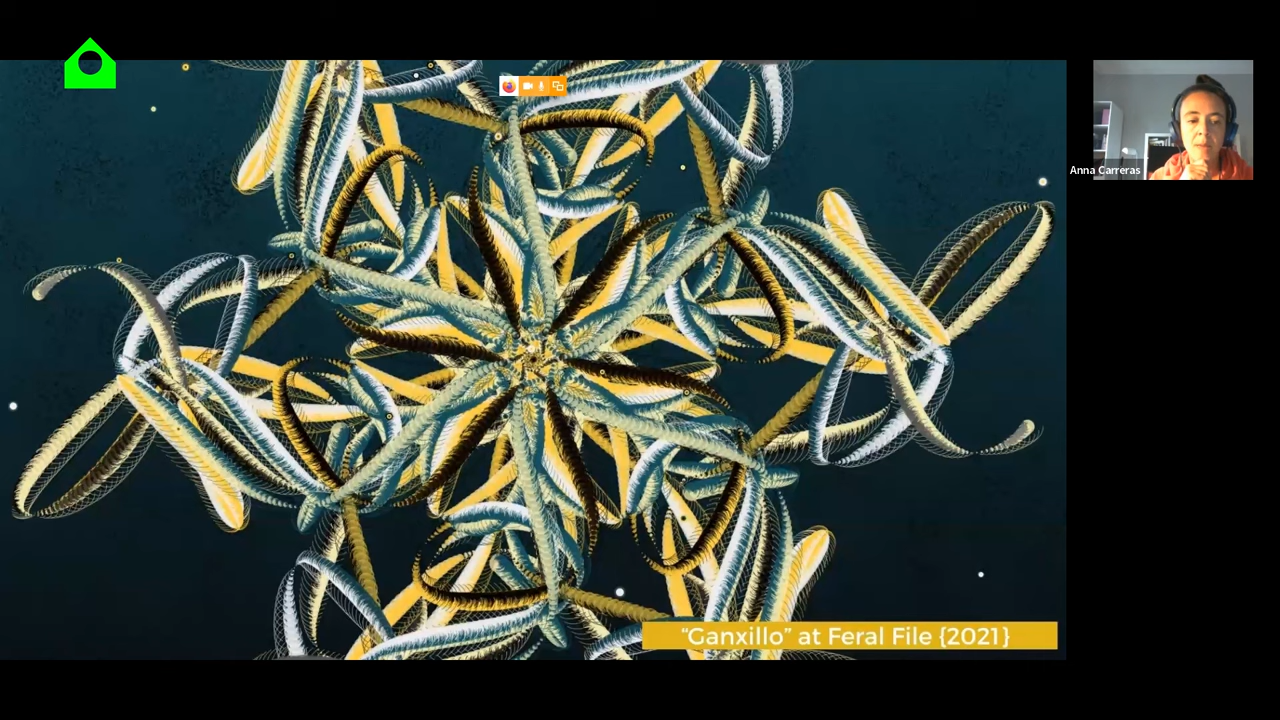 Anna Carreras
“Ganxillo” at Feral File {2021}